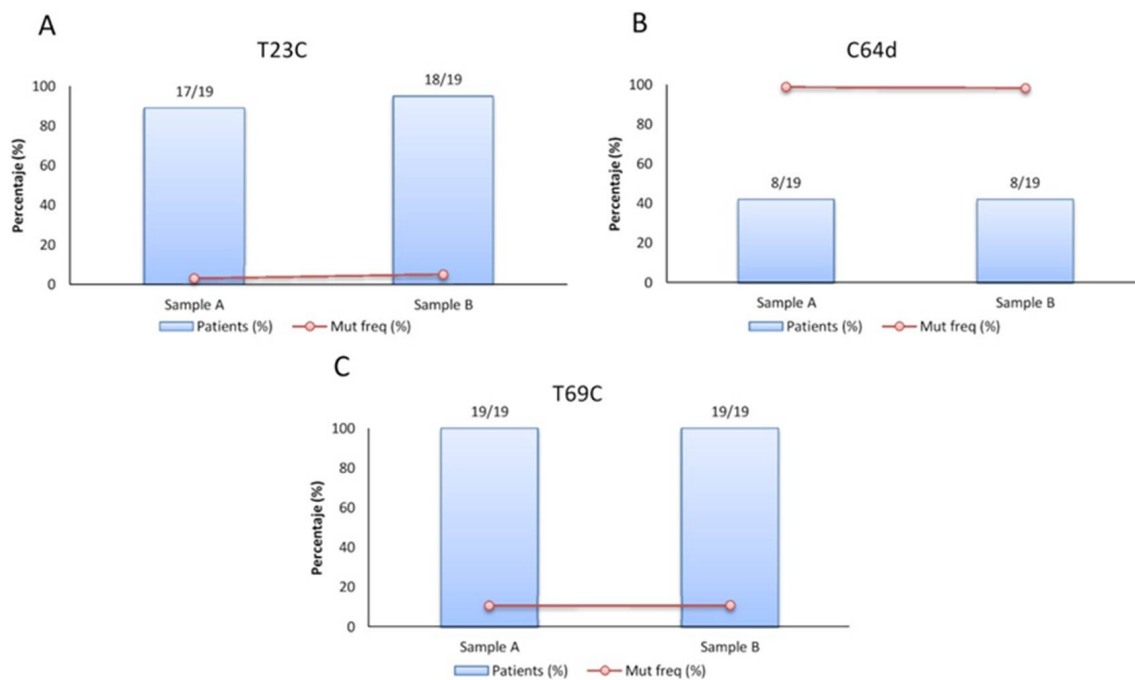 A
T23C
17/19
18/19
100
80
60
40
20
0
Percentaje (%)
Sample A
Sample B
Patients (%)
Mut freq (%)
B
C64d
100
80
60
40
20
0
Percentaje (%)
8/19
8/19
Sample A
Sample B
Patients (%)
Mut freq (%)
C
T69C
19/19
19/19
100
80
60
40
20
0
Percentaje (%)
Sample A
Sample B
Patients (%)
Mut freq (%)